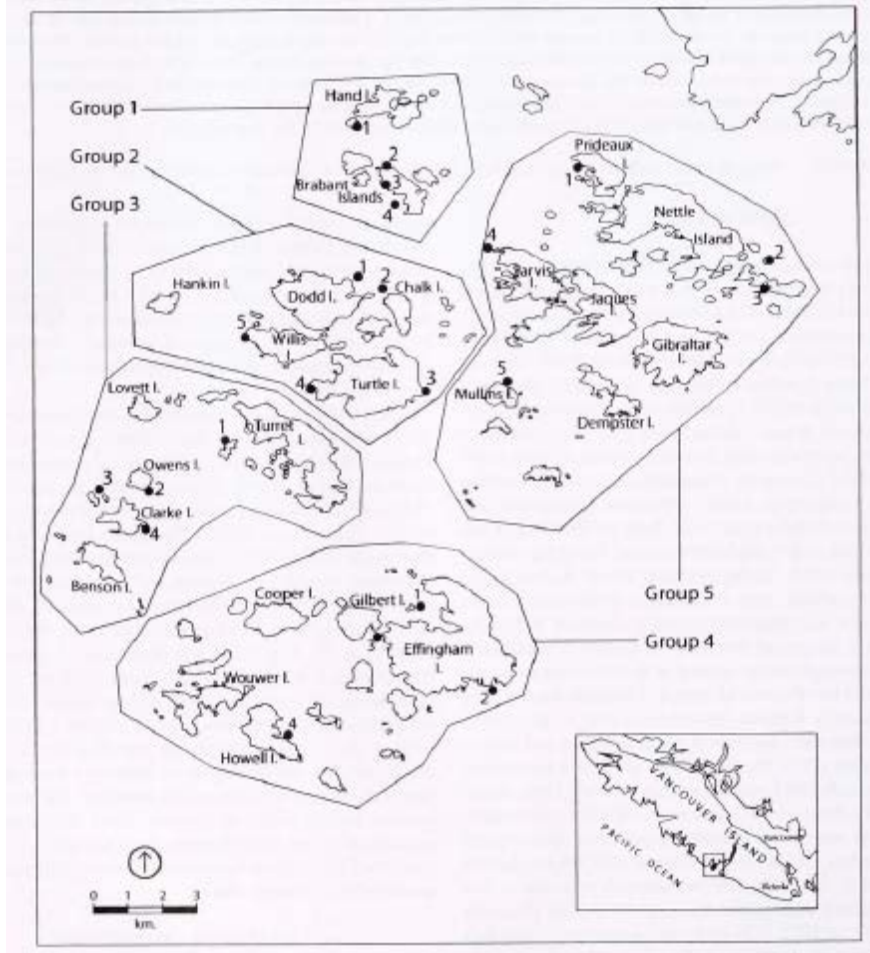 Group 1
Group 2
Group 3
Hand I.
1
2
Brabant
3
Islands
4
Prideaux
I.
1
Nettle
Island
2
3
4
Jarvis
I.
Jaques
I.
Gibraltar
I.
5
Mullins I.
Dempster I.
Hankin I.
1
2
Dodd I.
Chalk I.
5
Willis
I.
4
Turtle I.
3
Lovett I.
1
Turret
I.
Owens I.
3
2
Clarke I.
4
Benson I.
Group 5
Group 4
Cooper I.
Gilbert I.
1
3
Effingham
I.
2
Wouwer I.
4
Howell I.
VANCOUVER ISLAND
PACIFIC OCEAN
0 1 2 3
km.